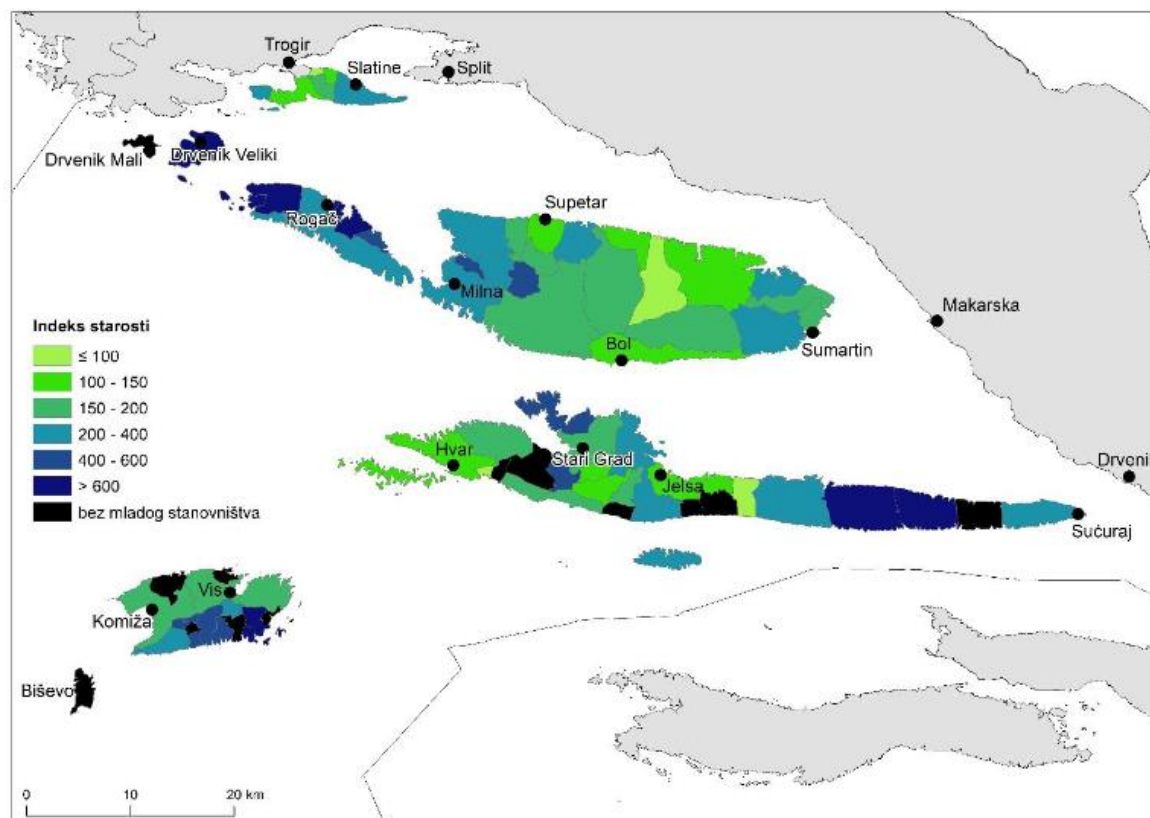 Trogir
Slatine
Split
Drvenik Mali
Drvenik Veliki
Rogač
Supetar
Milna
Makarska
Bol
Sumartin
Indeks starosti
≤ 100
100 - 150
150 - 200
200 - 400
400 - 600
> 600
bez mladog stanovništva
Hvar
Stari Grad
Jelsa
Drveni
Sućuraj
Vis
Komiža
Biševo
0 10 20 km